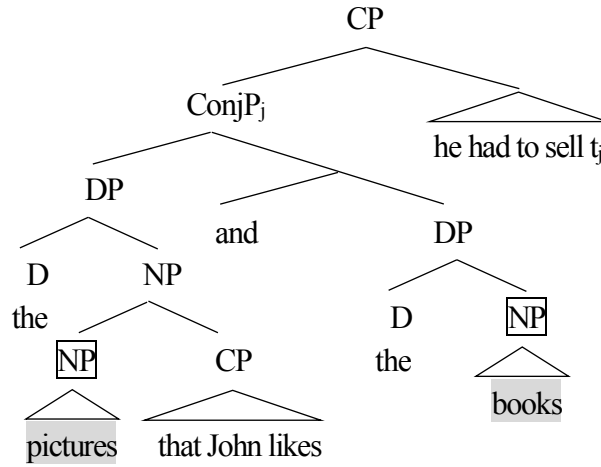 CP
ConjPj
he had to sell tj
DP
and
DP
D
NP
the
D
NP
the
NP
CP
books
pictures
that John likes